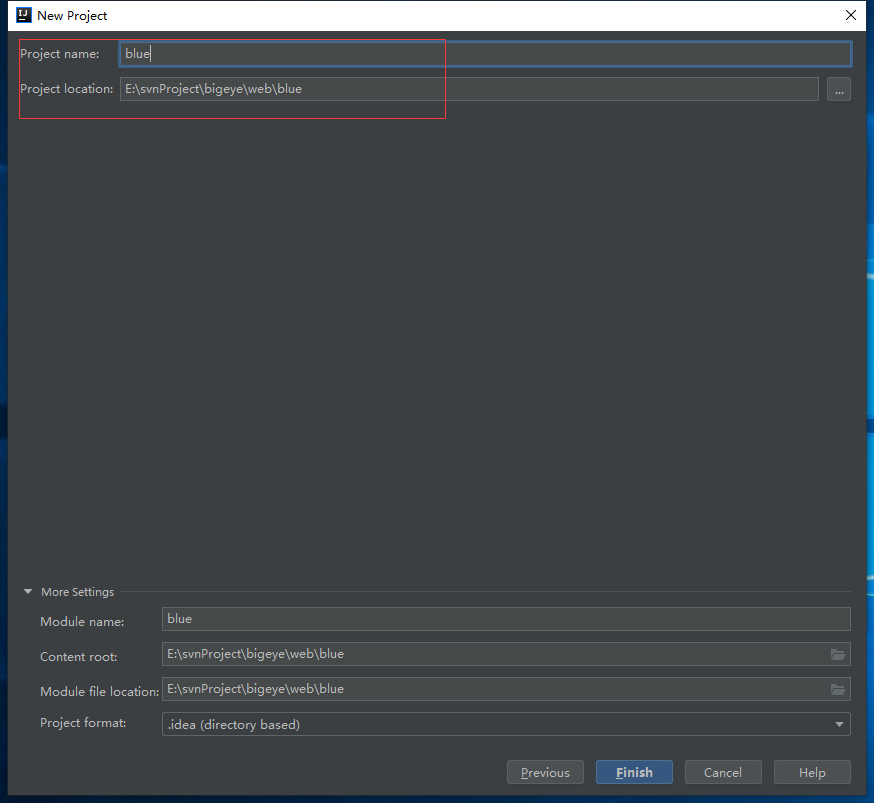 New Project
Project name: blue
Project location: E:\svnProject\bigeye\web\blue ...
More Settings
Module name: blue
Content root: E:\svnProject\bigeye\web\blue
Module file location: E:\svnProject\bigeye\web\blue
Project format: .idea (directory based)
Previous Finish Cancel Help